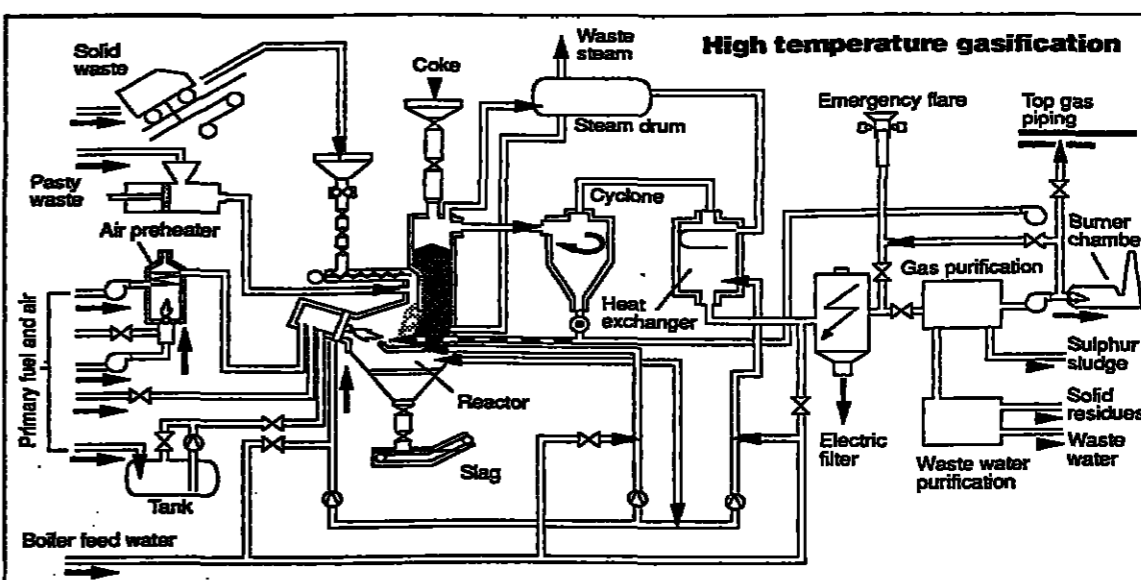 High temperature gasification
Solid
waste
Coke
Waste
steam
Steam drum
Emergency flare
Top gas
piping
Pasty
waste
Air preheater
Cyclone
Heat
exchanger
Gas purification
Burner
chamber
Primary fuel and air
Reactor
Slag
Tank
Electric
filter
Sulphur
sludge
Solid
residues
Waste
water
Waste water
purification
Boiler feed water